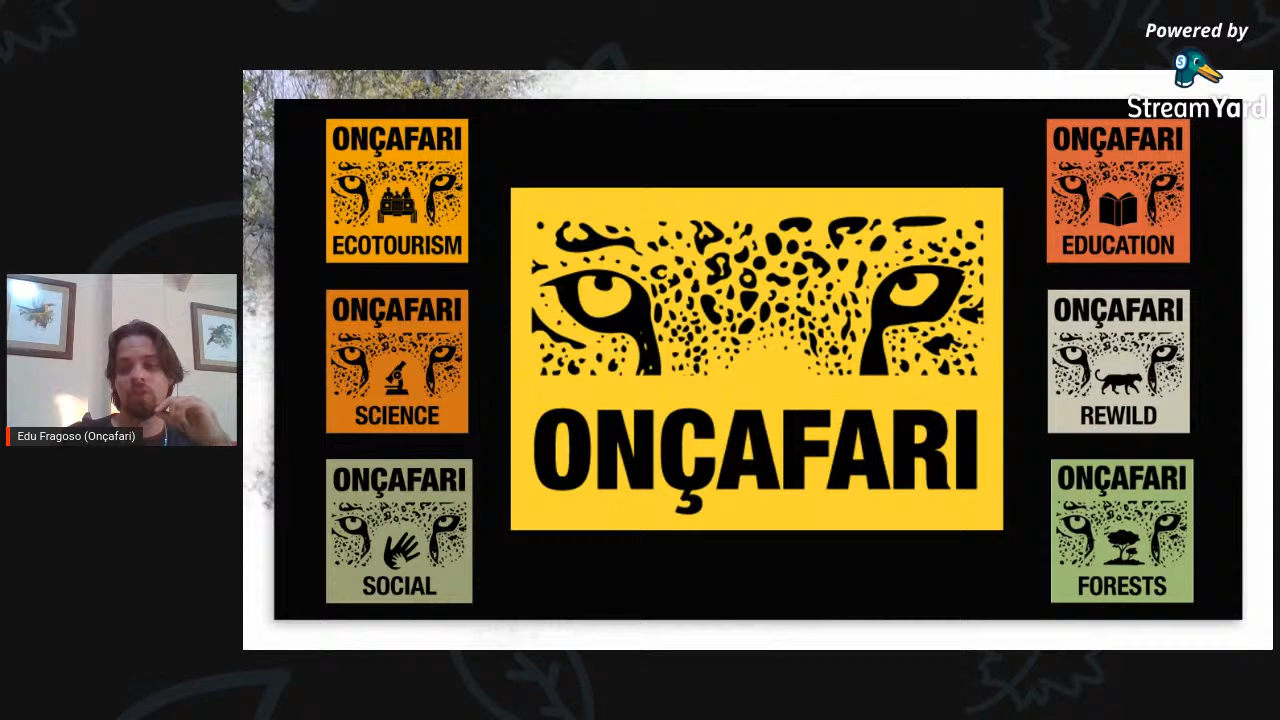 Powered by
StreamYard
ONÇAFARI
ECOTOURISM
ONÇAFARI
SCIENCE
ONÇAFARI
SOCIAL
ONÇAFARI
ONÇAFARI
EDUCATION
ONÇAFARI
REWILD
ONÇAFARI
FORESTS
Edu Fragoso (Onçafari)